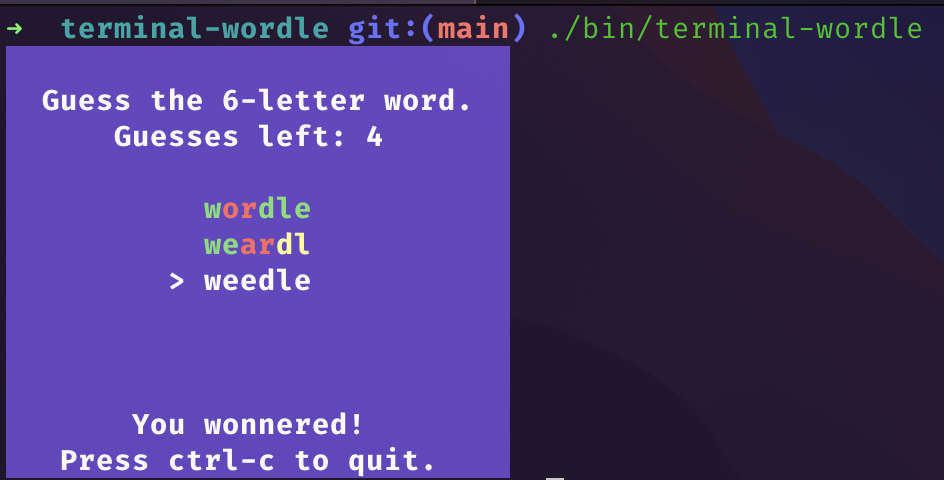 ➜  terminal-wordle git:(main) ./bin/terminal-wordle
Guess the 6-letter word.
Guesses left: 4
wordle
weardl
> weedle
You wonnered!
Press ctrl-c to quit.